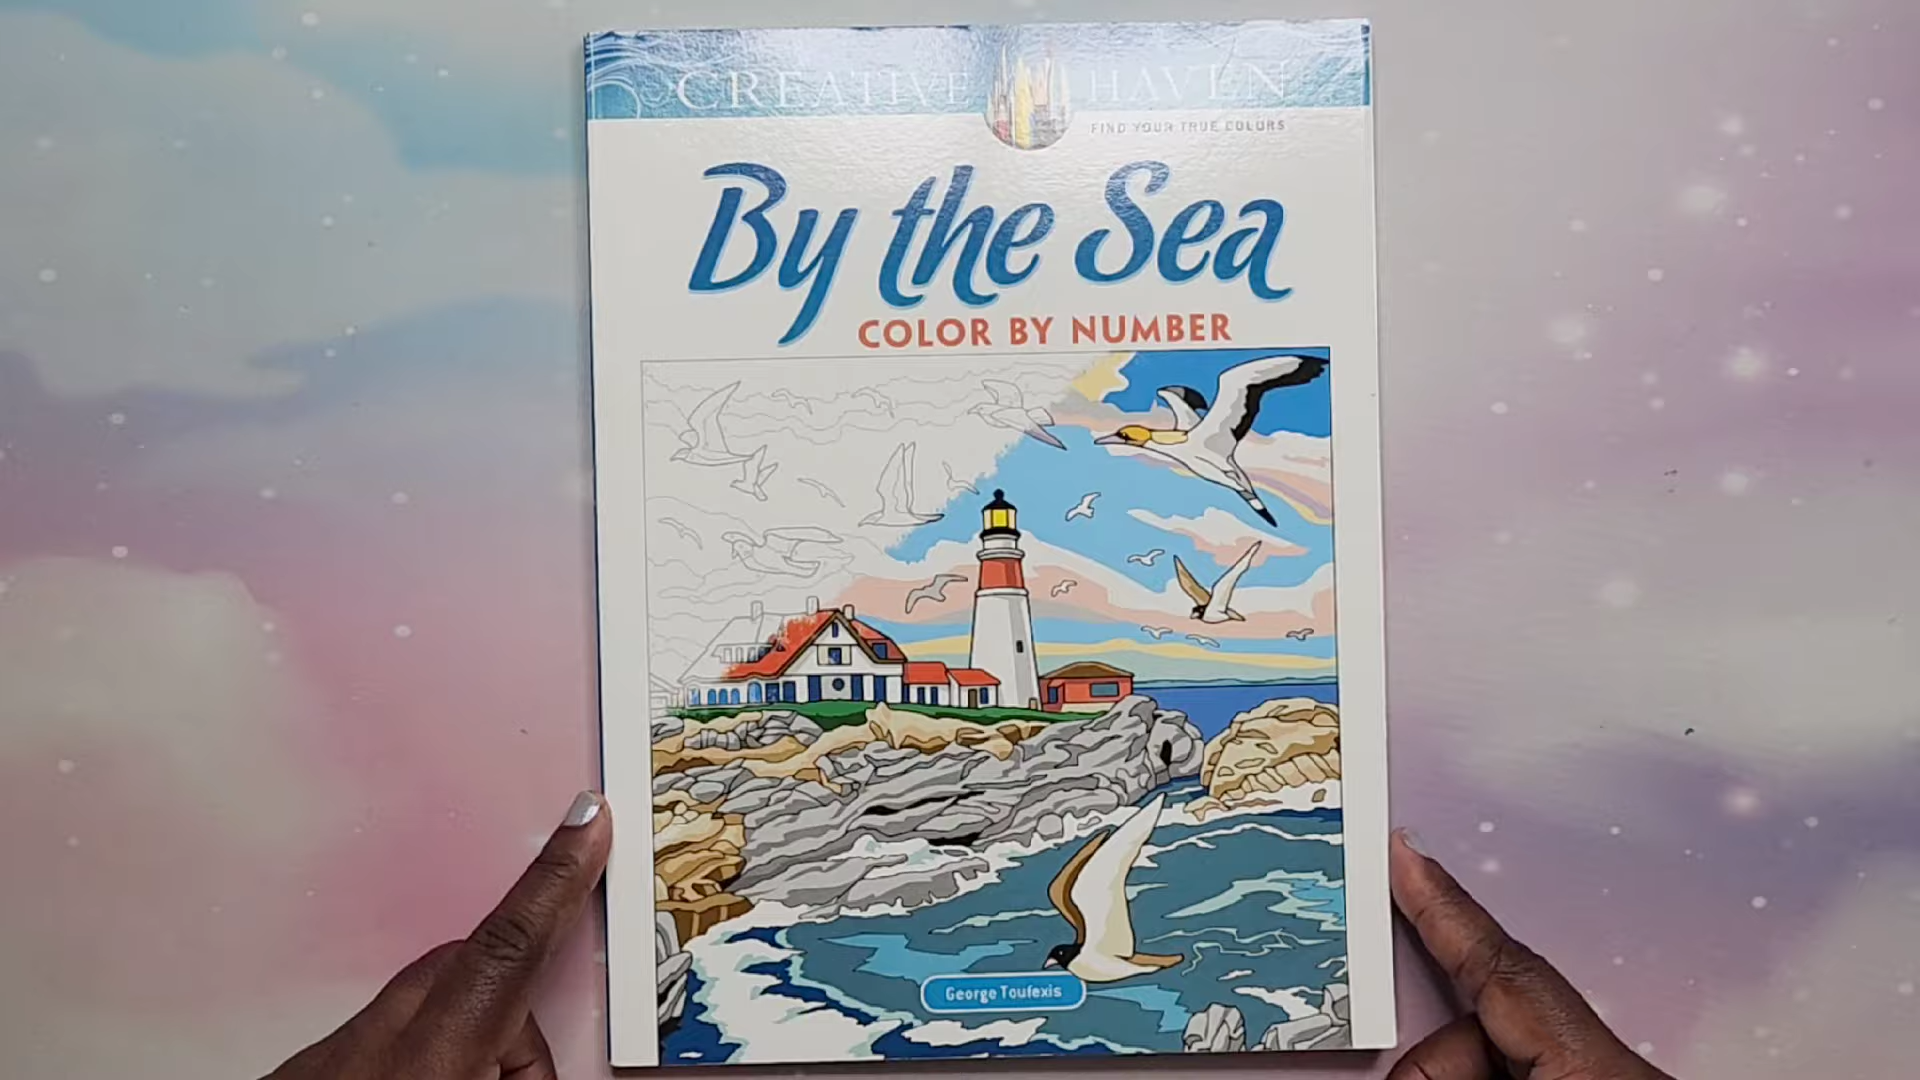 CREATIVE HAVEN
FIND YOUR TRUE COLORS
By the Sea
COLOR BY NUMBER
George Toufexis